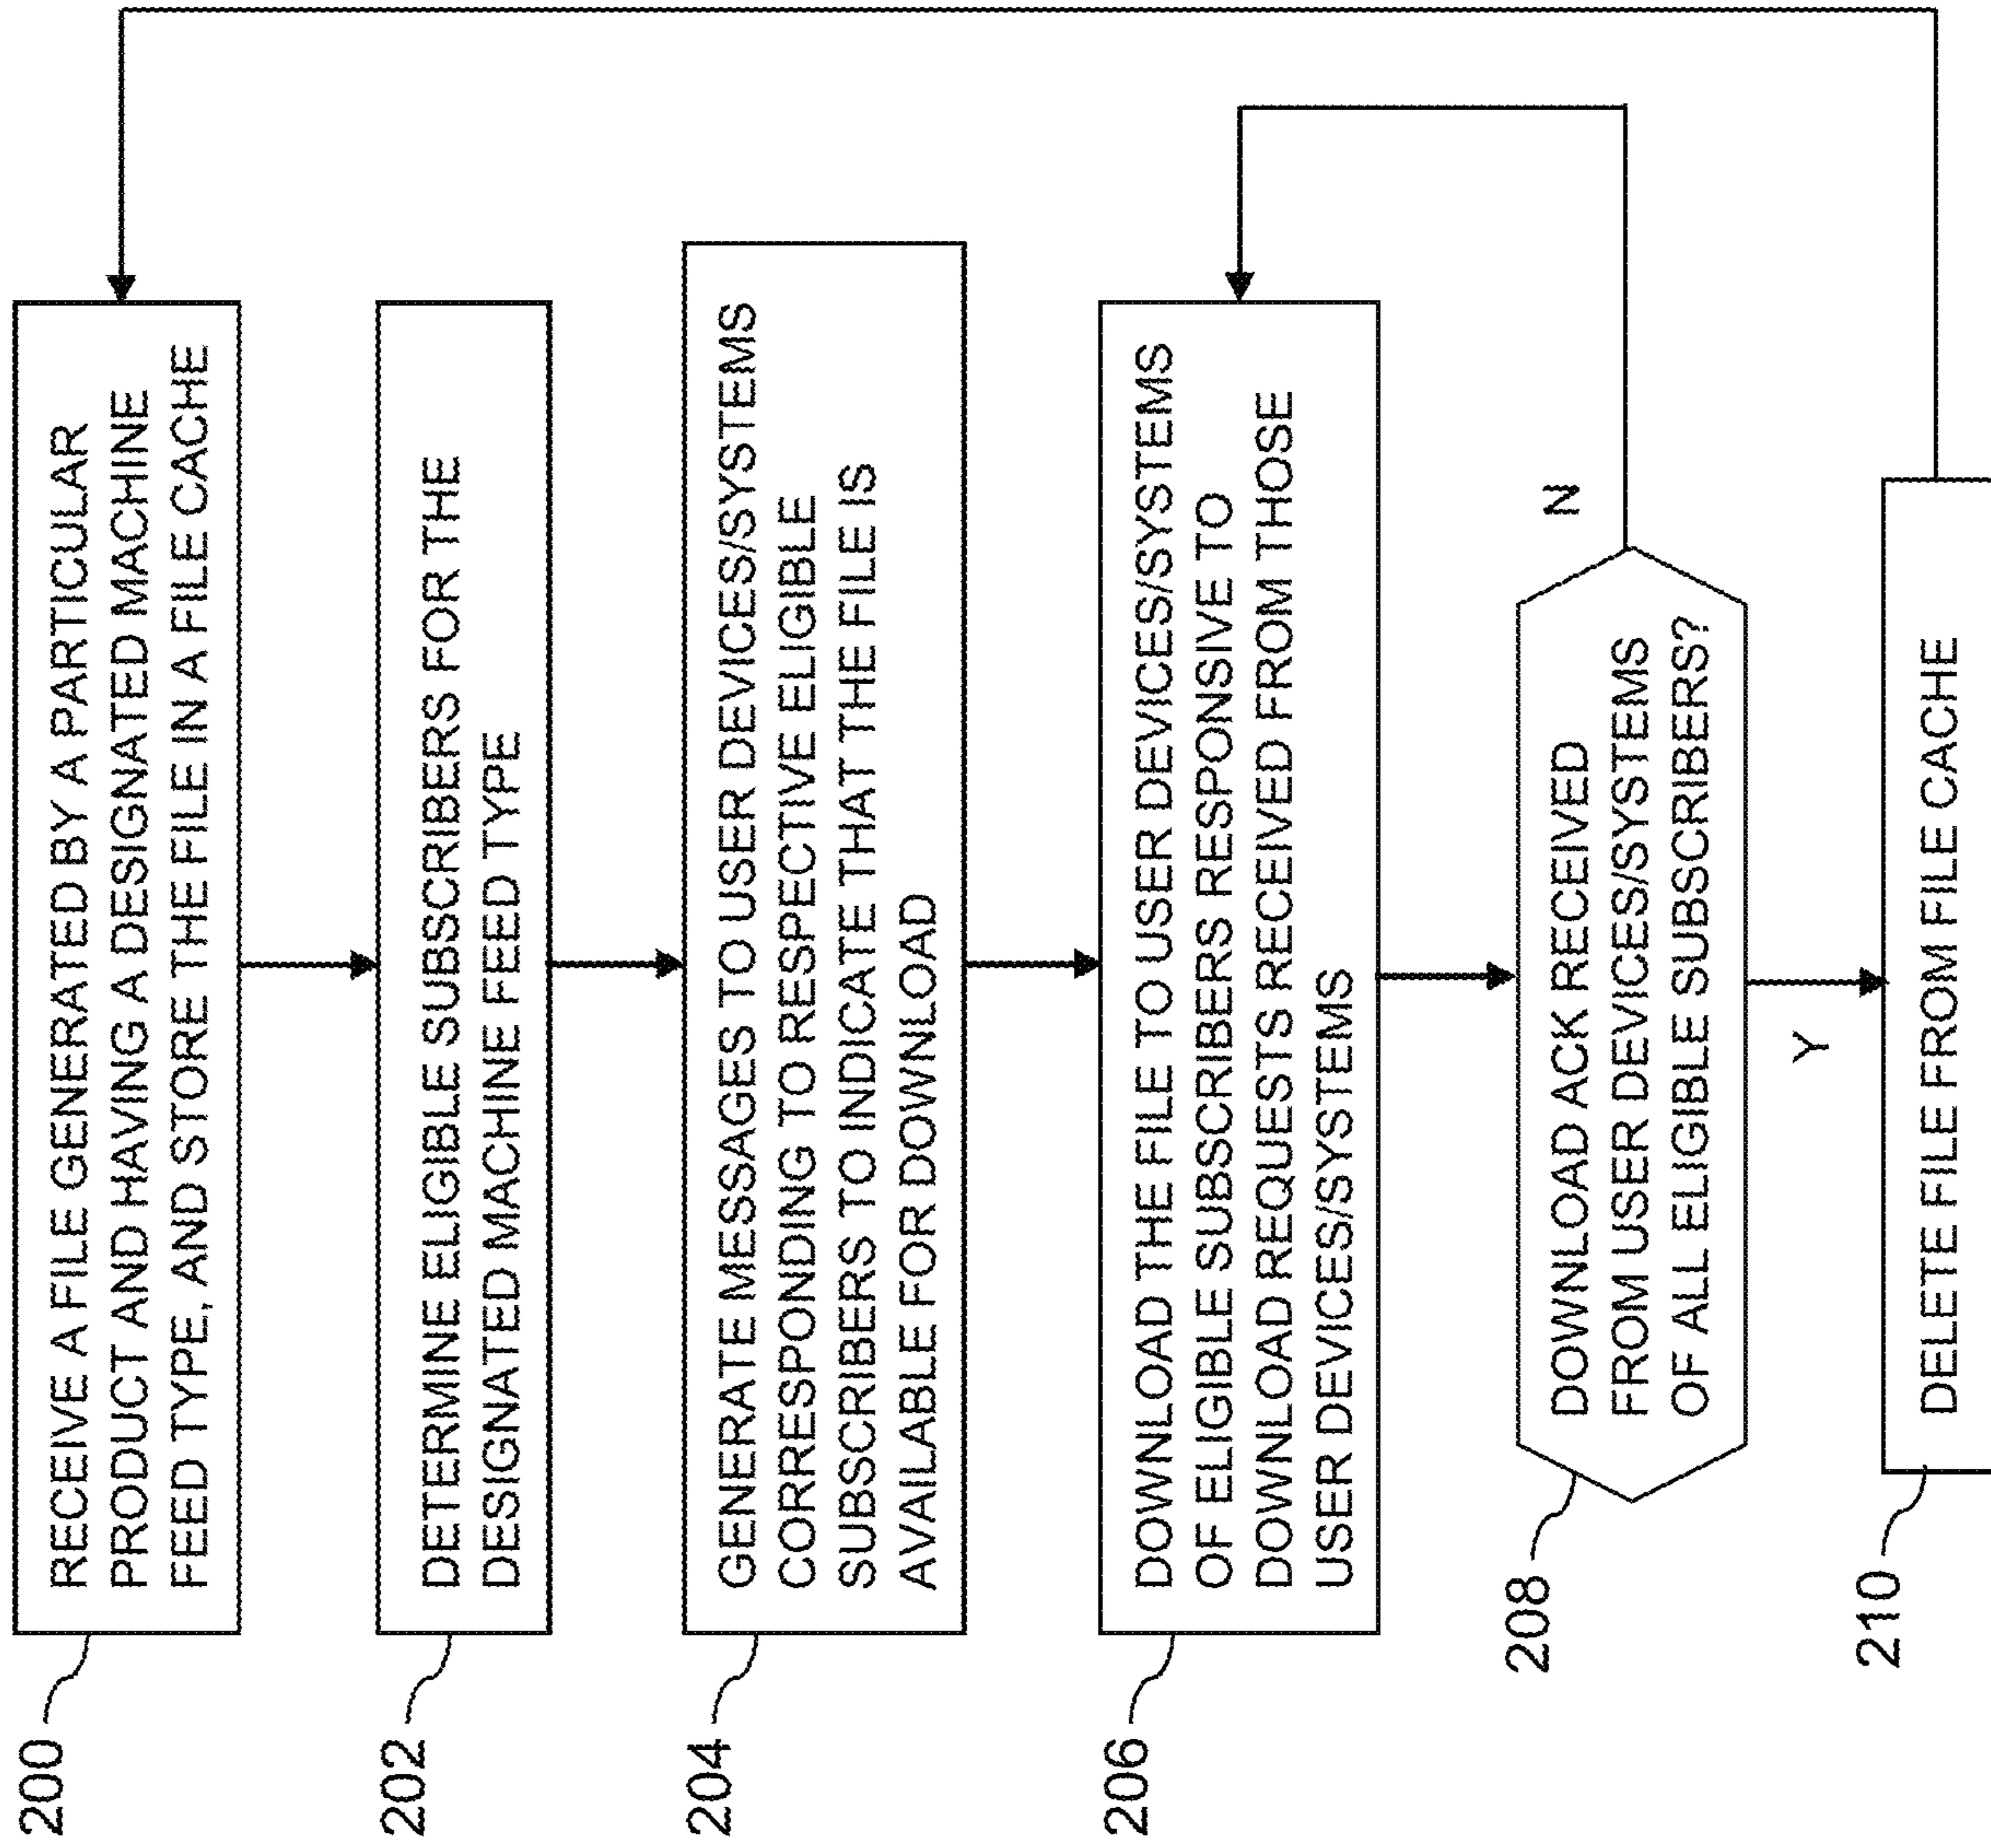 200
RECEIVE A FILE GENERATED BY A PARTICULAR
PRODUCT AND HAVING A DESIGNATED MACHINE
FEED TYPE, AND STORE THE FILE IN A FILE CACHE
202
DETERMINE ELIGIBLE SUBSCRIBERS FOR THE
DESIGNATED MACHINE FEED TYPE
204
GENERATE MESSAGES TO USER DEVICES/SYSTEMS
CORRESPONDING TO RESPECTIVE ELIGIBLE
SUBSCRIBERS TO INDICATE THAT THE FILE IS
AVAILABLE FOR DOWNLOAD
206
DOWNLOAD THE FILE TO USER DEVICES/SYSTEMS
OF ELIGIBLE SUBSCRIBERS RESPONSIVE TO
DOWNLOAD REQUESTS RECEIVED FROM THOSE
USER DEVICES/SYSTEMS
208
DOWNLOAD ACK RECEIVED
FROM USER DEVICES/SYSTEMS
OF ALL ELIGIBLE SUBSCRIBERS?
N
Y
210
DELETE FILE FROM FILE CACHE